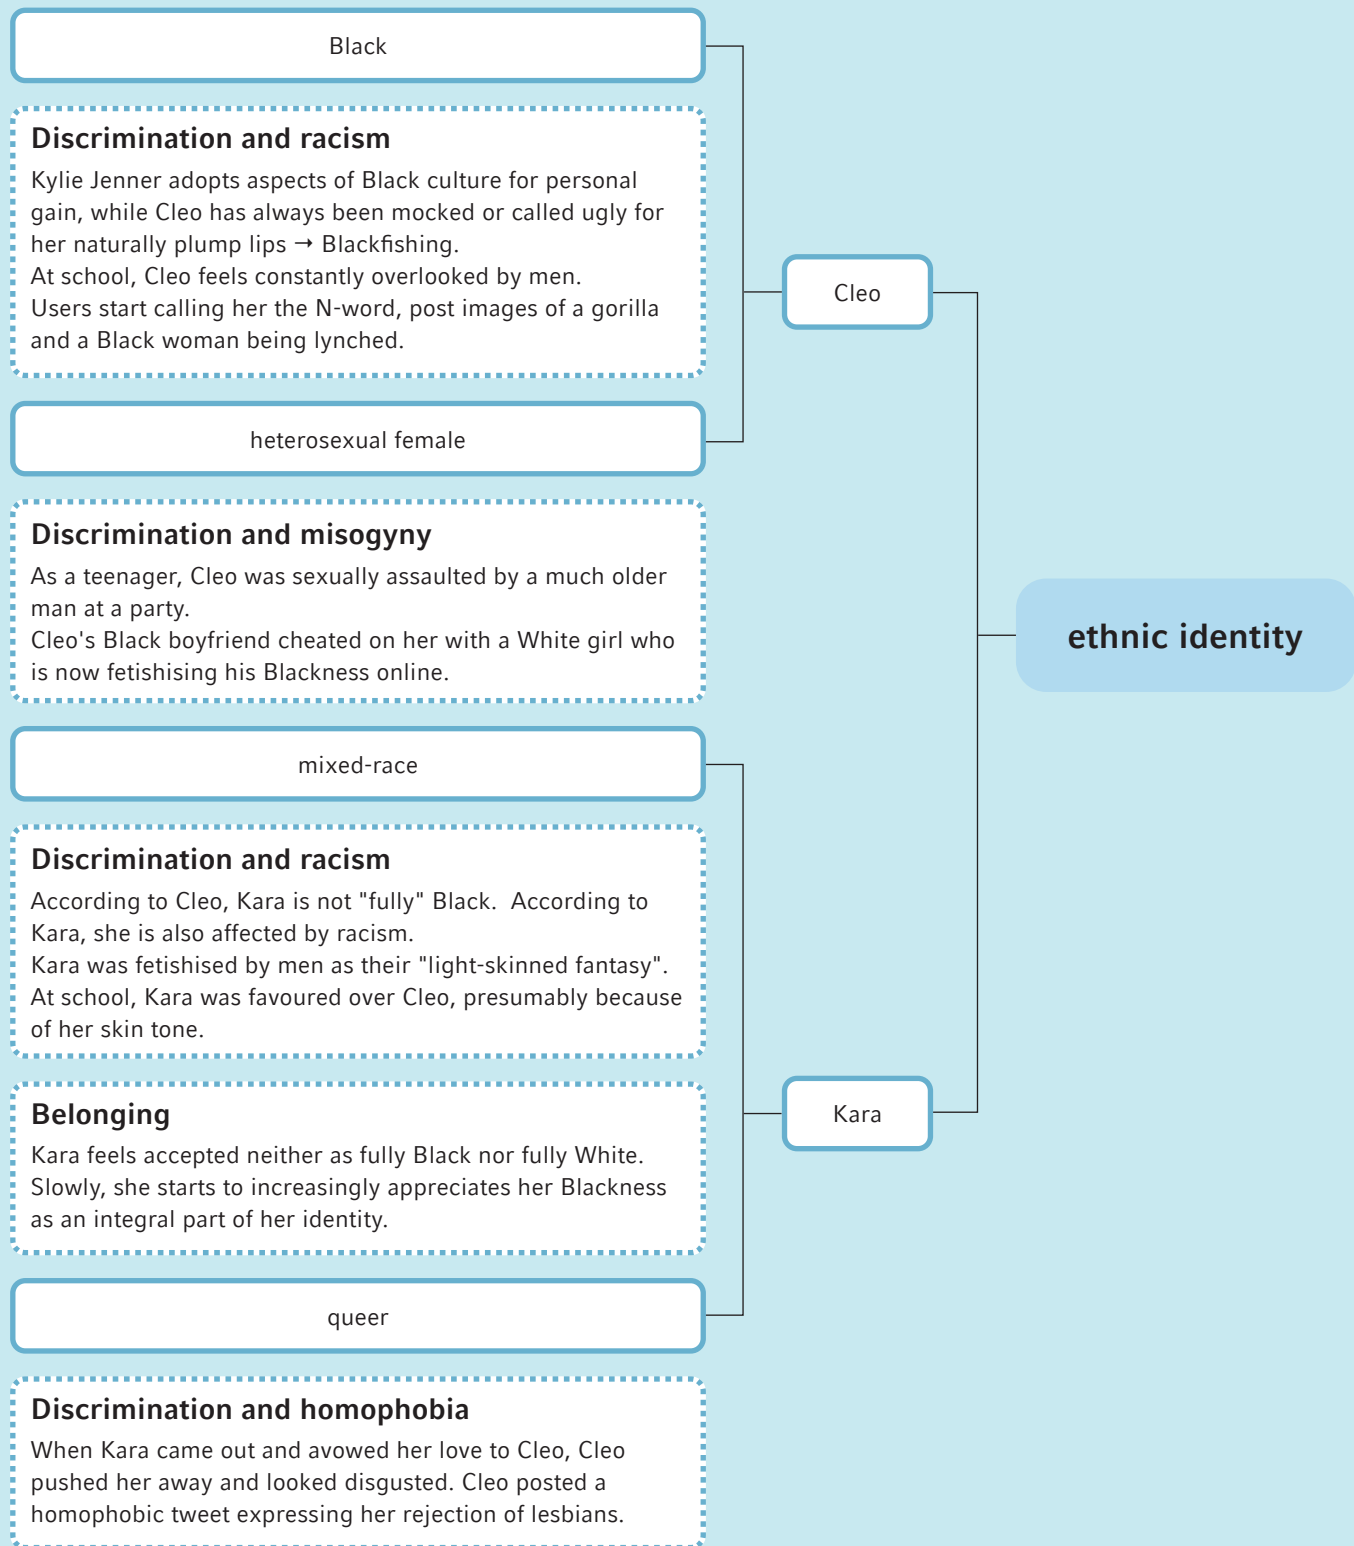 Black
Discrimination and racism
Kylie Jenner adopts aspects of Black culture for personal
gain, while Cleo has always been mocked or called ugly for
her naturally plump lips → Blackfishing.
At school, Cleo feels constantly overlooked by men.
Users start calling her the N-word, post images of a gorilla
and a Black woman being lynched.
Cleo
heterosexual female
Discrimination and misogyny
As a teenager, Cleo was sexually assaulted by a much older
man at a party.
Cleo's Black boyfriend cheated on her with a White girl who
is now fetishising his Blackness online.
ethnic identity
mixed-race
Discrimination and racism
According to Cleo, Kara is not "fully" Black.  According to
Kara, she is also affected by racism.
Kara was fetishised by men as their "light-skinned fantasy".
At school, Kara was favoured over Cleo, presumably because
of her skin tone.
Belonging
Kara feels accepted neither as fully Black nor fully White.
Slowly, she starts to increasingly appreciates her Blackness
as an integral part of her identity.
Kara
queer
Discrimination and homophobia
When Kara came out and avowed her love to Cleo, Cleo
pushed her away and looked disgusted. Cleo posted a
homophobic tweet expressing her rejection of lesbians.